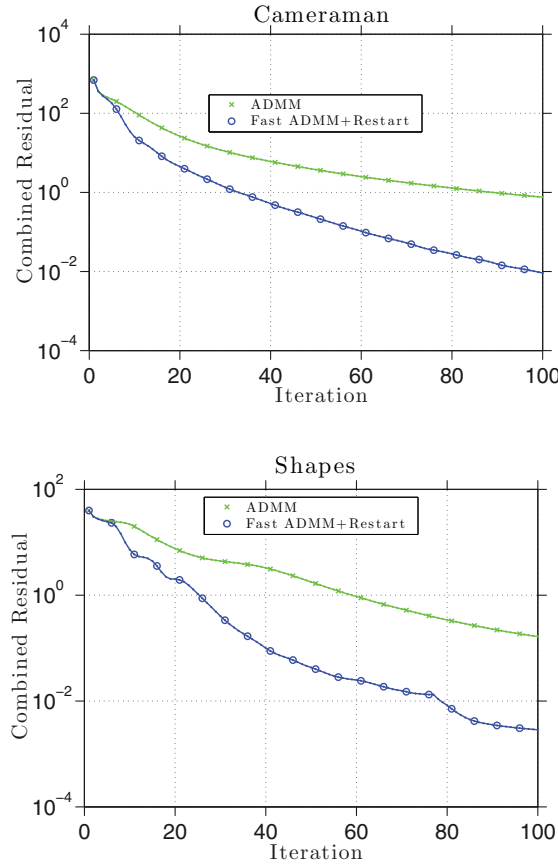 Cameraman
10^4
10^2
10^0
10^−2
10^−4
Combined Residual
ADMM
Fast ADMM+Restart
0 20 40 60 80 100
Iteration
Shapes
10^2
10^0
10^−2
10^−4
Combined Residual
ADMM
Fast ADMM+Restart
0 20 40 60 80 100
Iteration